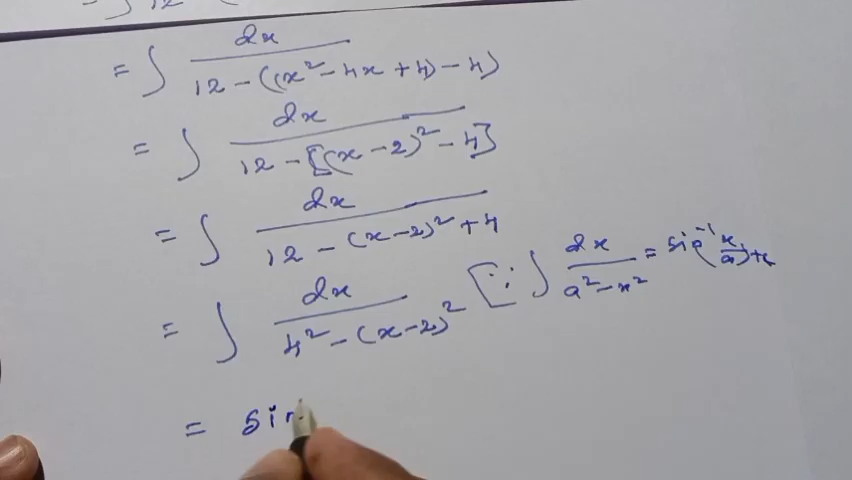 = ∫ dx / 12 - ((x² - 4x + 4) - 4)
= ∫ dx / 12 - [(x - 2)² - 4]
= ∫ dx / 12 - (x - 2)² + 4
= ∫ dx / 4² - (x - 2)² [∵ ∫ dx / a² - x² = sin⁻¹(x/a) + c
= sin